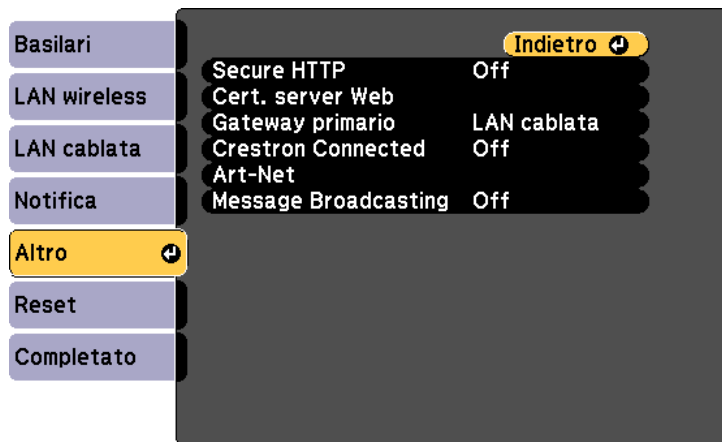 Basilari
LAN wireless
LAN cablata
Notifica
Altro
Reset
Completato
Indietro
Secure HTTP Off
Cert. server Web
Gateway primario LAN cablata
Crestron Connected Off
Art-Net
Message Broadcasting Off